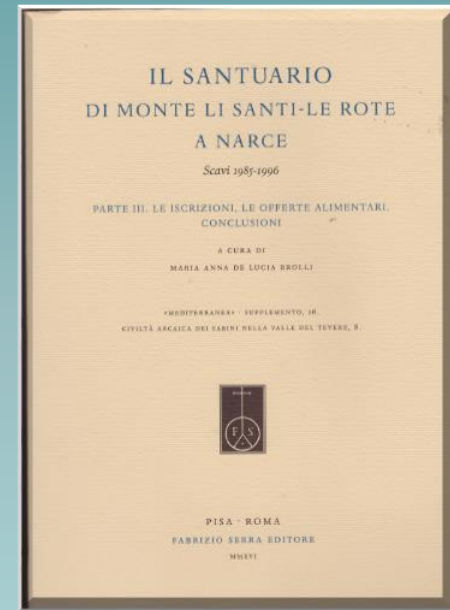 IL SANTUARIO
DI MONTE LI SANTI-LE ROTE
A NARCE
Scavi 1985-1996
PARTE III. LE ISCRIZIONI, LE OFFERTE ALIMENTARI.
CONCLUSIONI
A CURA DI
MARIA ANNA DE LUCIA BROLLI
«MEDITERRANEA» · SUPPLEMENTO, 16.
CIVILTÀ ARCAICA DEI SABINI NELLA VALLE DEL TEVERE, 8.
F S
PISA · ROMA
FABRIZIO SERRA EDITORE
MMXVI